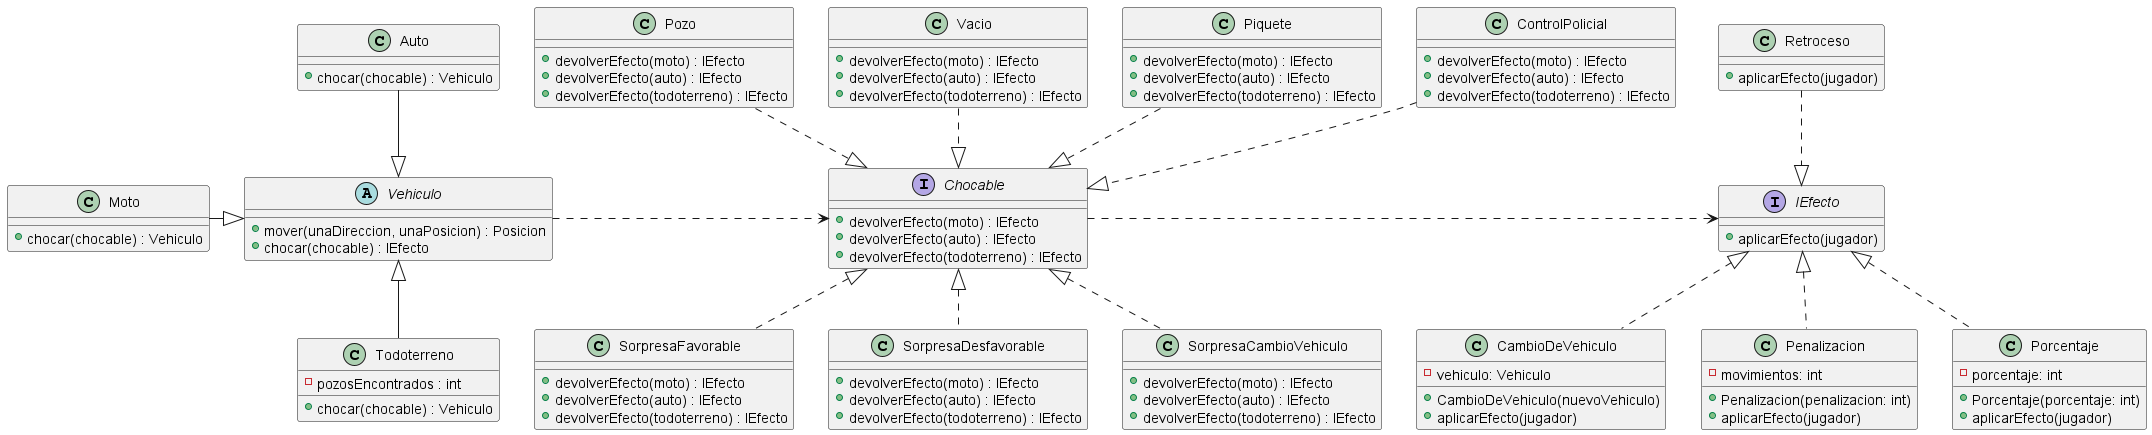 C Auto
chocar(chocable) : Vehiculo
C Pozo
devolverEfecto(moto) : IEfecto
devolverEfecto(auto) : IEfecto
devolverEfecto(todoterreno) : IEfecto
C Vacio
devolverEfecto(moto) : IEfecto
devolverEfecto(auto) : IEfecto
devolverEfecto(todoterreno) : IEfecto
C Piquete
devolverEfecto(moto) : IEfecto
devolverEfecto(auto) : IEfecto
devolverEfecto(todoterreno) : IEfecto
C ControlPolicial
devolverEfecto(moto) : IEfecto
devolverEfecto(auto) : IEfecto
devolverEfecto(todoterreno) : IEfecto
C Retroceso
aplicarEfecto(jugador)
C Moto
chocar(chocable) : Vehiculo
A Vehiculo
mover(unaDireccion, unaPosicion) : Posicion
chocar(chocable) : IEfecto
I Chocable
devolverEfecto(moto) : IEfecto
devolverEfecto(auto) : IEfecto
devolverEfecto(todoterreno) : IEfecto
I IEfecto
aplicarEfecto(jugador)
C Todoterreno
pozosEncontrados : int
chocar(chocable) : Vehiculo
C SorpresaFavorable
devolverEfecto(moto) : IEfecto
devolverEfecto(auto) : IEfecto
devolverEfecto(todoterreno) : IEfecto
C SorpresaDesfavorable
devolverEfecto(moto) : IEfecto
devolverEfecto(auto) : IEfecto
devolverEfecto(todoterreno) : IEfecto
C SorpresaCambioVehiculo
devolverEfecto(moto) : IEfecto
devolverEfecto(auto) : IEfecto
devolverEfecto(todoterreno) : IEfecto
C CambioDeVehiculo
vehiculo: Vehiculo
CambioDeVehiculo(nuevoVehiculo)
aplicarEfecto(jugador)
C Penalizacion
movimientos: int
Penalizacion(penalizacion: int)
aplicarEfecto(jugador)
C Porcentaje
porcentaje: int
Porcentaje(porcentaje: int)
aplicarEfecto(jugador)